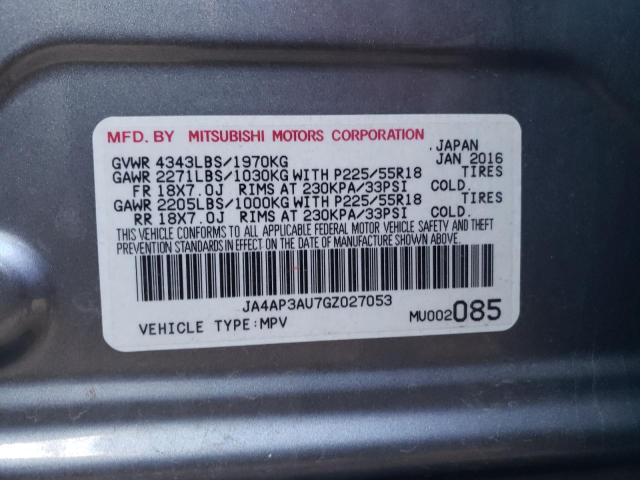 MFD. BY MITSUBISHI MOTORS CORPORATION
, JAPAN
GVWR 4343LBS/1970KG JAN 2016
GAWR 2271LBS/1030KG WITH P225/55R18 TIRES
FR 18X7.0J RIMS AT 230KPA/33PSI COLD.
GAWR 2205LBS/1000KG WITH P225/55R18 TIRES
RR 18X7.0J RIMS AT 230KPA/33PSI COLD.
THIS VEHICLE CONFORMS TO ALL APPLICABLE FEDERAL MOTOR VEHICLE SAFETY AND THEFT PREVENTION
STANDARDS IN EFFECT ON THE DATE OF MANUFACTURE SHOWN ABOVE.
JA4AP3AU7GZ027053
VEHICLE TYPE:MPV MU002085